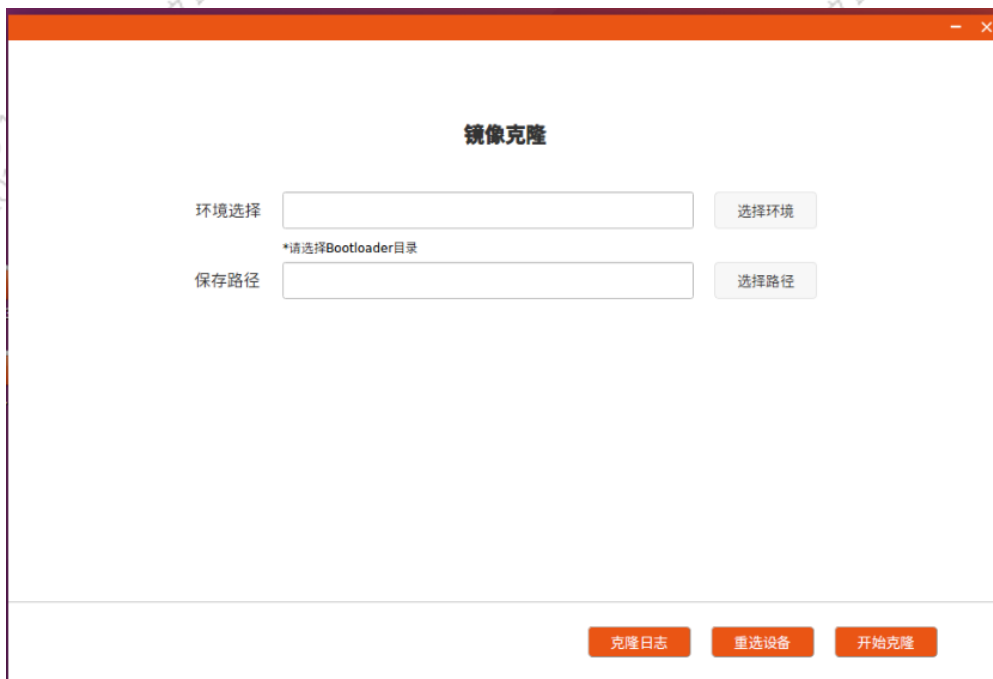 镜像克隆
环境选择 选择环境
*请选择Bootloader目录
保存路径 选择路径
克隆日志 重选设备 开始克隆